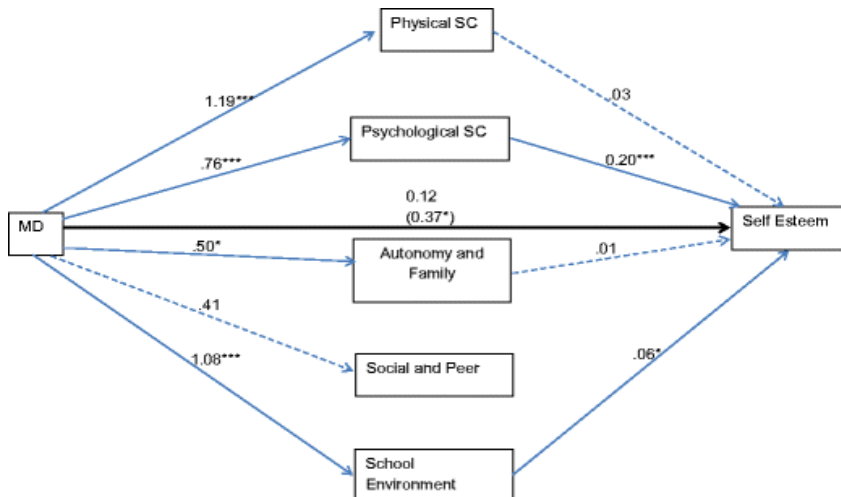 Physical SC
1.19***
.03
Psychological SC
.76***
0.20***
0.12
(0.37*)
MD
Self Esteem
.50*
Autonomy and
Family
.01
.41
1.08***
Social and Peer
.06*
School
Environment